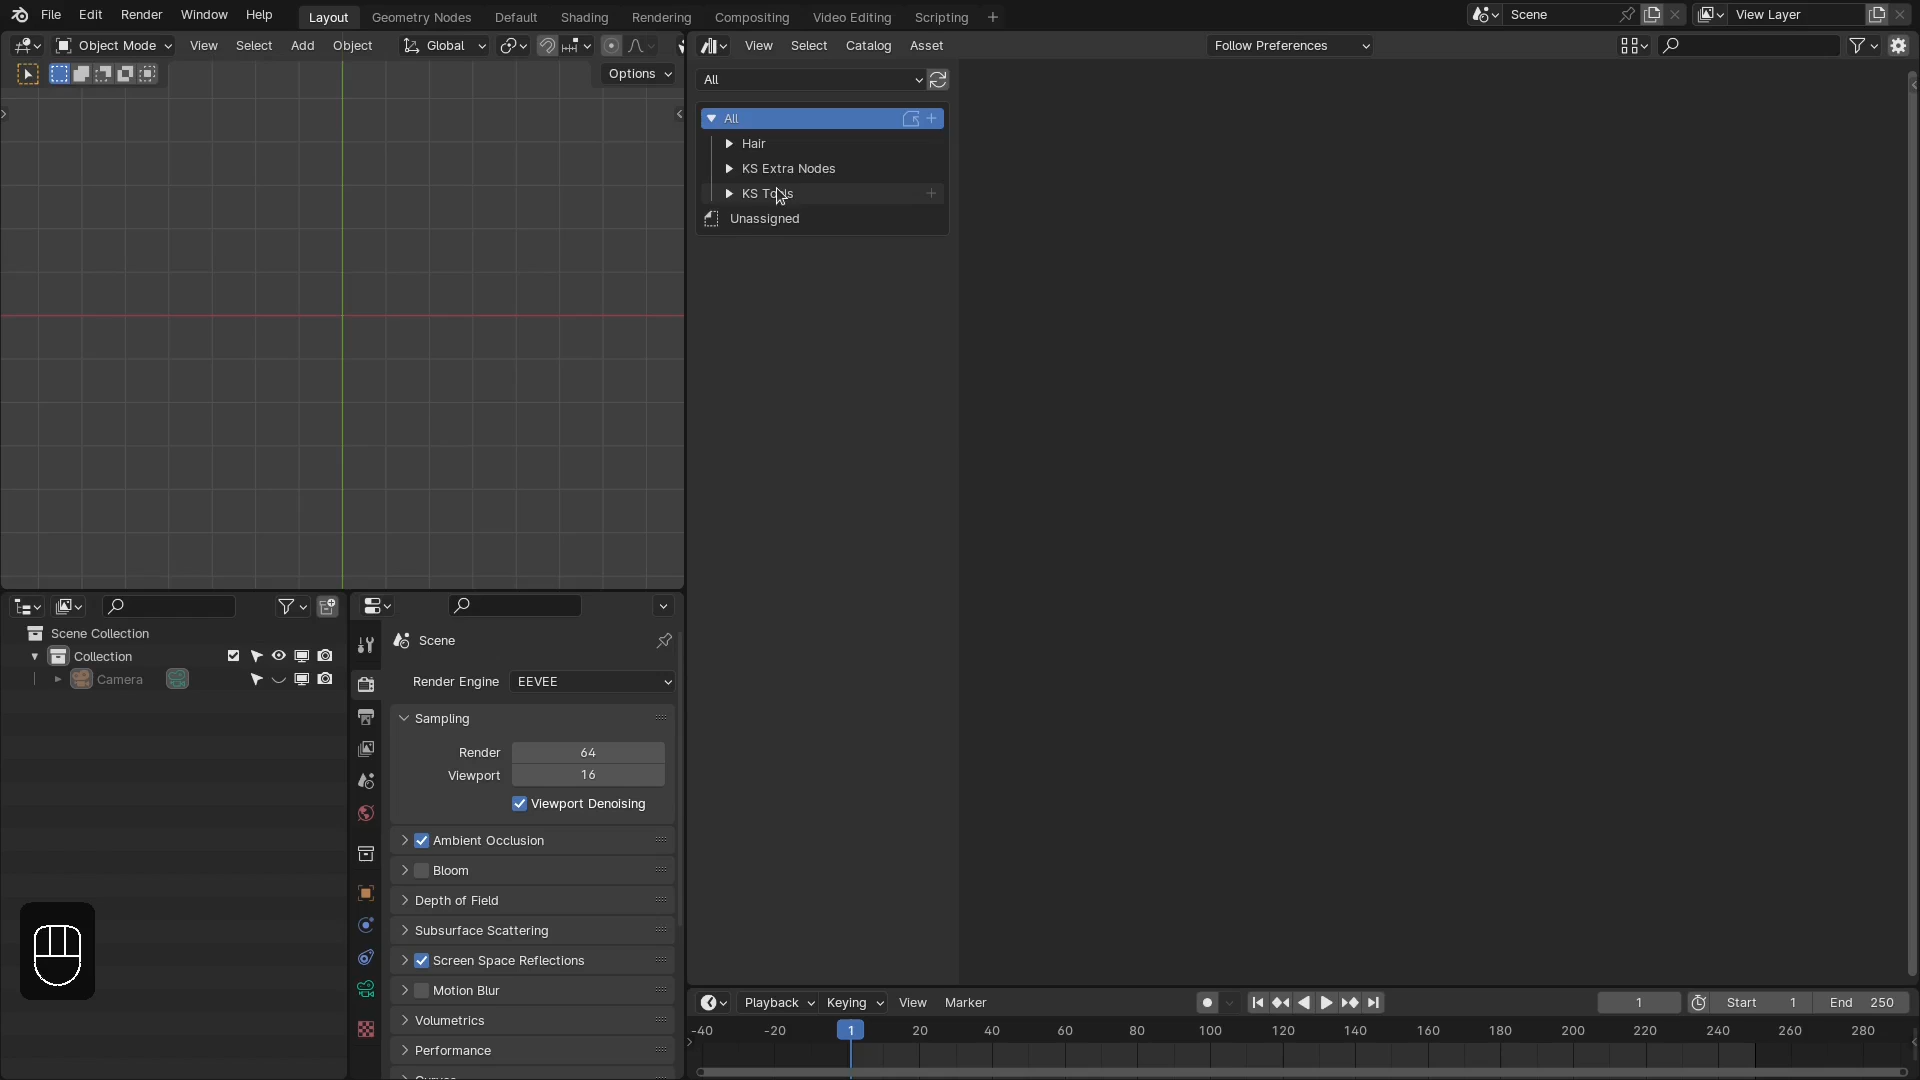 File Edit Render Window Help Layout Geometry Nodes Default Shading Rendering Compositing Video Editing Scripting + Scene View Layer
Object Mode View Select Add Object Global
Options
View Select Catalog Asset Follow Preferences
All
All
Hair
KS Extra Nodes
KS Tools
Unassigned
Scene Collection
Collection
Camera
Scene
Render Engine EEVEE
Sampling
Render 64
Viewport 16
Viewport Denoising
Ambient Occlusion
Bloom
Depth of Field
Subsurface Scattering
Screen Space Reflections
Motion Blur
Volumetrics
Performance
Playback Keying View Marker 1 Start 1 End 250
-40 -20 1 20 40 60 80 100 120 140 160 180 200 220 240 260 280